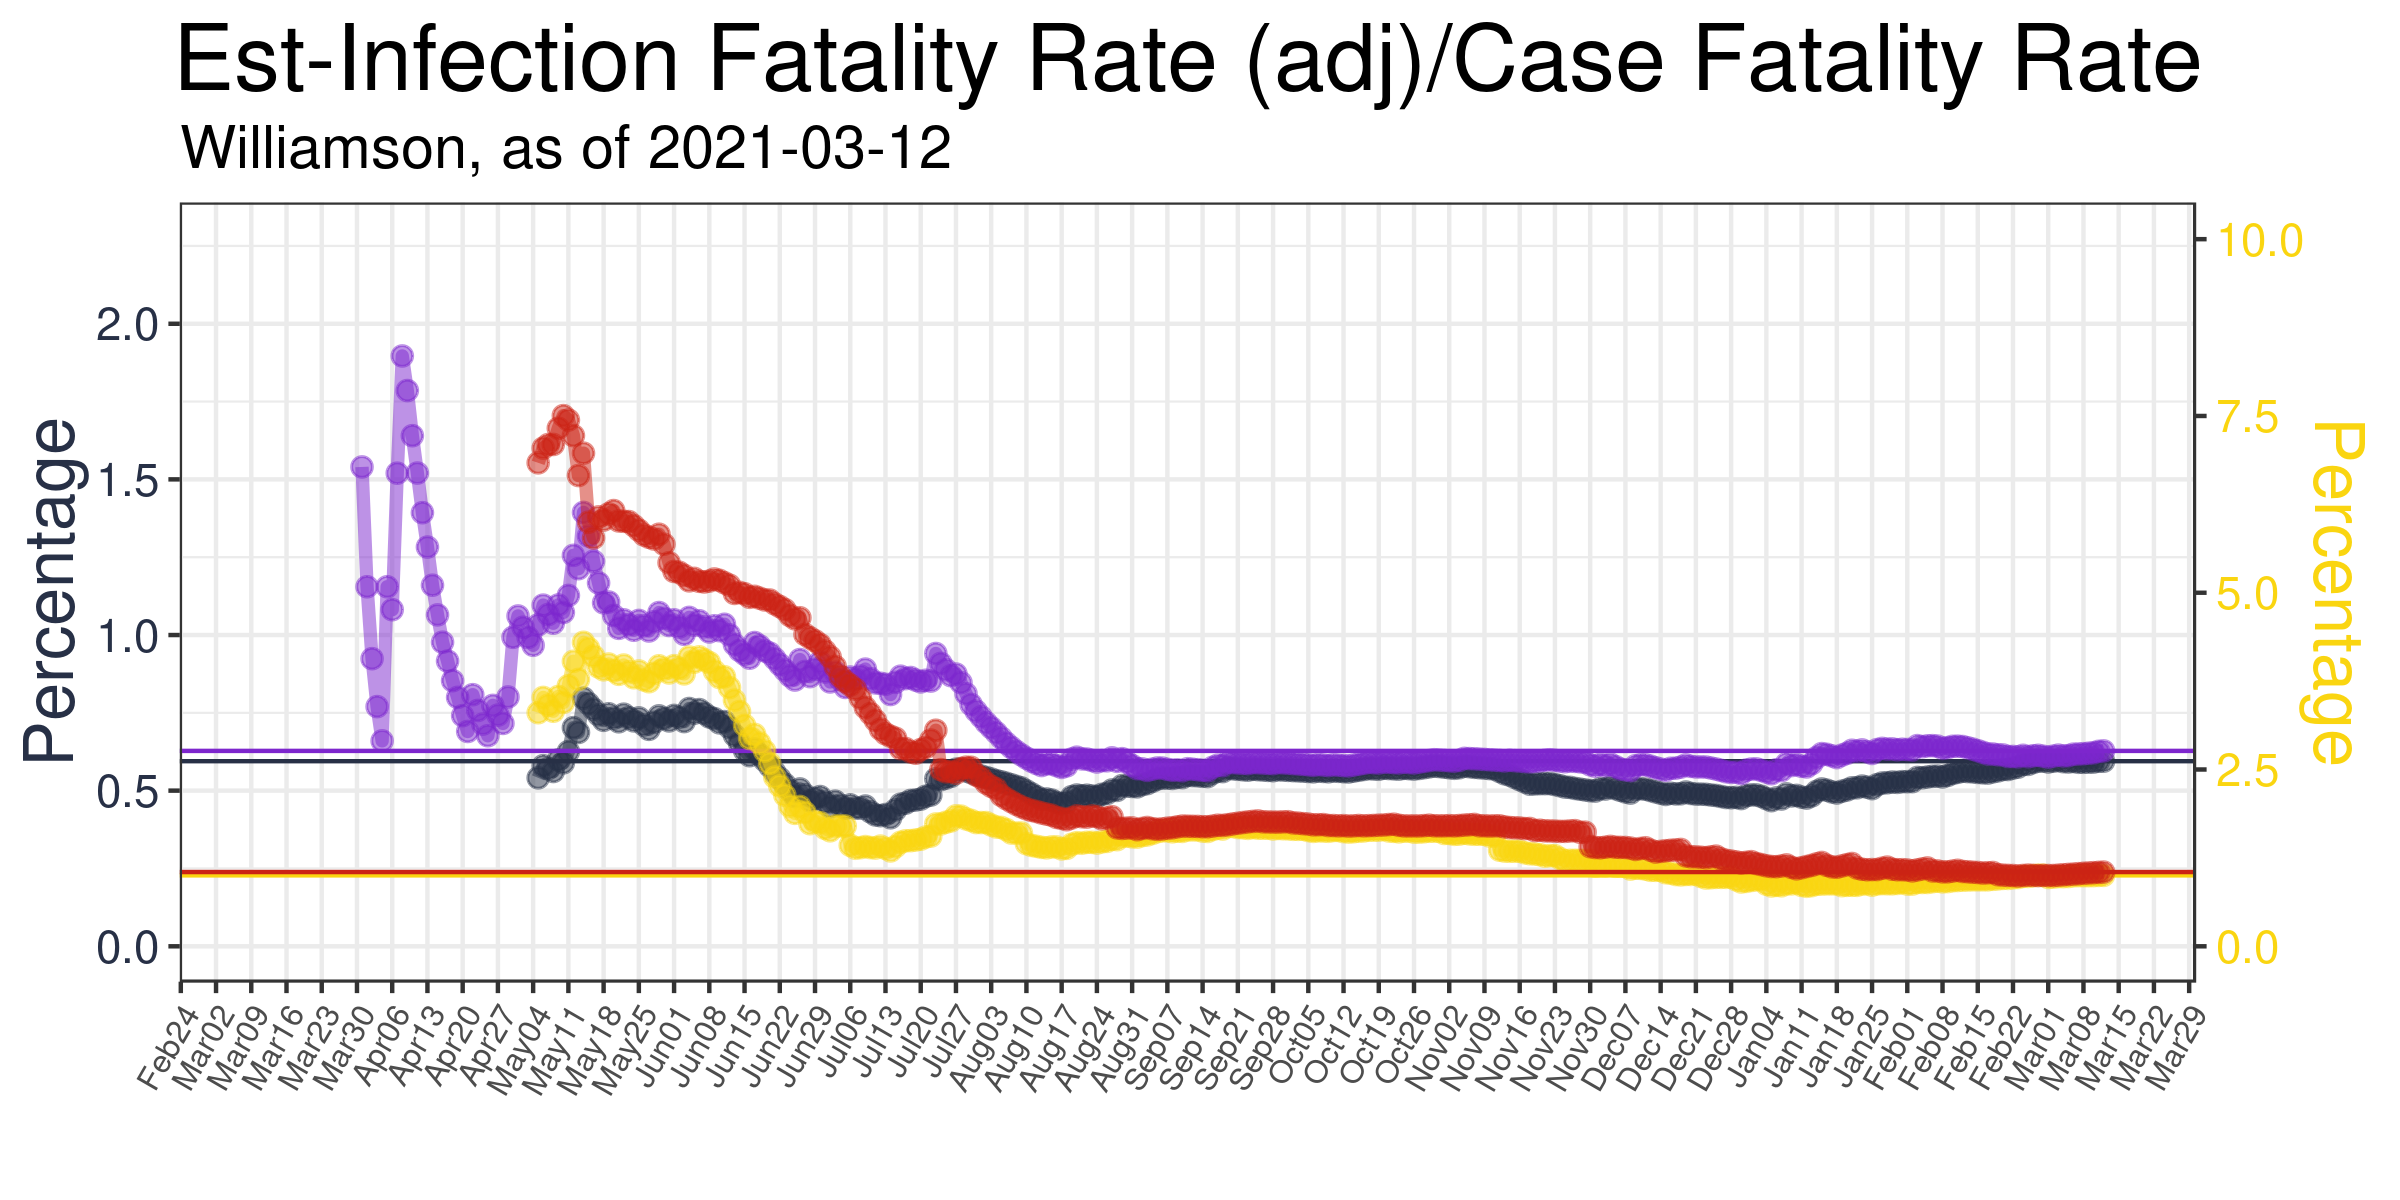 Est-Infection Fatality Rate (adj)/Case Fatality Rate
Williamson, as of 2021-03-12
Percentage
2.0
1.5
1.0
0.5
0.0
10.0
7.5
5.0
2.5
0.0
Percentage
Feb24 Mar02 Mar09 Mar16 Mar23 Mar30 Apr06 Apr13 Apr20 Apr27 May04 May11 May18 May25 Jun01 Jun08 Jun15 Jun22 Jun29 Jul06 Jul13 Jul20 Jul27 Aug03 Aug10 Aug17 Aug24 Aug31 Sep07 Sep14 Sep21 Sep28 Oct05 Oct12 Oct19 Oct26 Nov02 Nov09 Nov16 Nov23 Nov30 Dec07 Dec14 Dec21 Dec28 Jan04 Jan11 Jan18 Jan25 Feb01 Feb08 Feb15 Feb22 Mar01 Mar08 Mar15 Mar22 Mar29